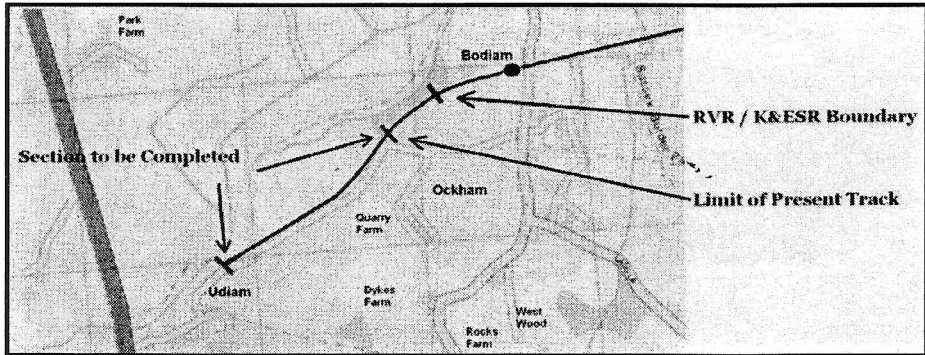 Park
Farm
Bodiam
RVR / K&ESR Boundary
Section to be Completed
Ockham
Limit of Present Track
Quarry
Farm
Udiam
Dykes
Farm
West
Wood
Rocks
Farm